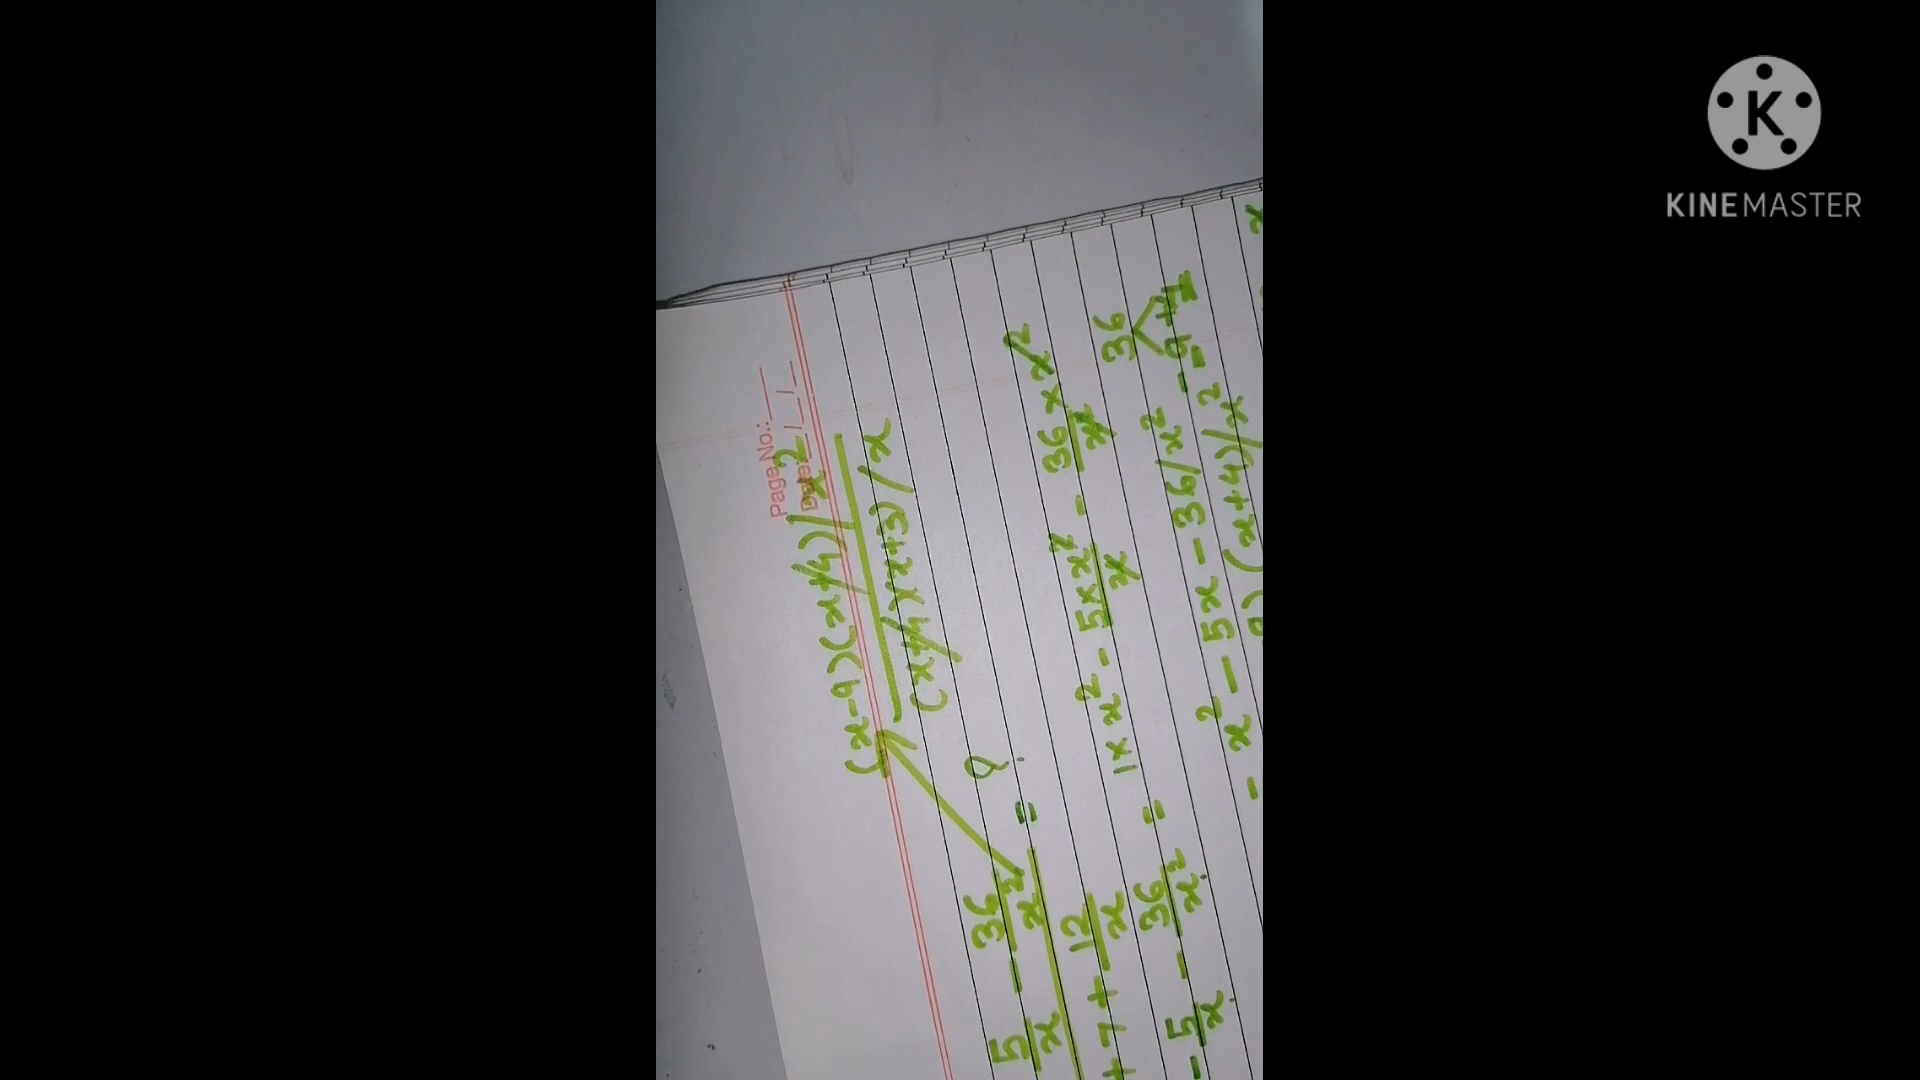 Page No.:
Date: / /
(x-9)(x+4)/x2
(x+4)(x+3)/x
5/x - 36/x2 = ?
+7+ 12/x
1×x2 - 5×x2/x - 36×x2/x2
- 5/x - 36/x2 =
36
x2 - 5x - 36/x2 - 9+4
(x+4)/x2
KINEMASTER